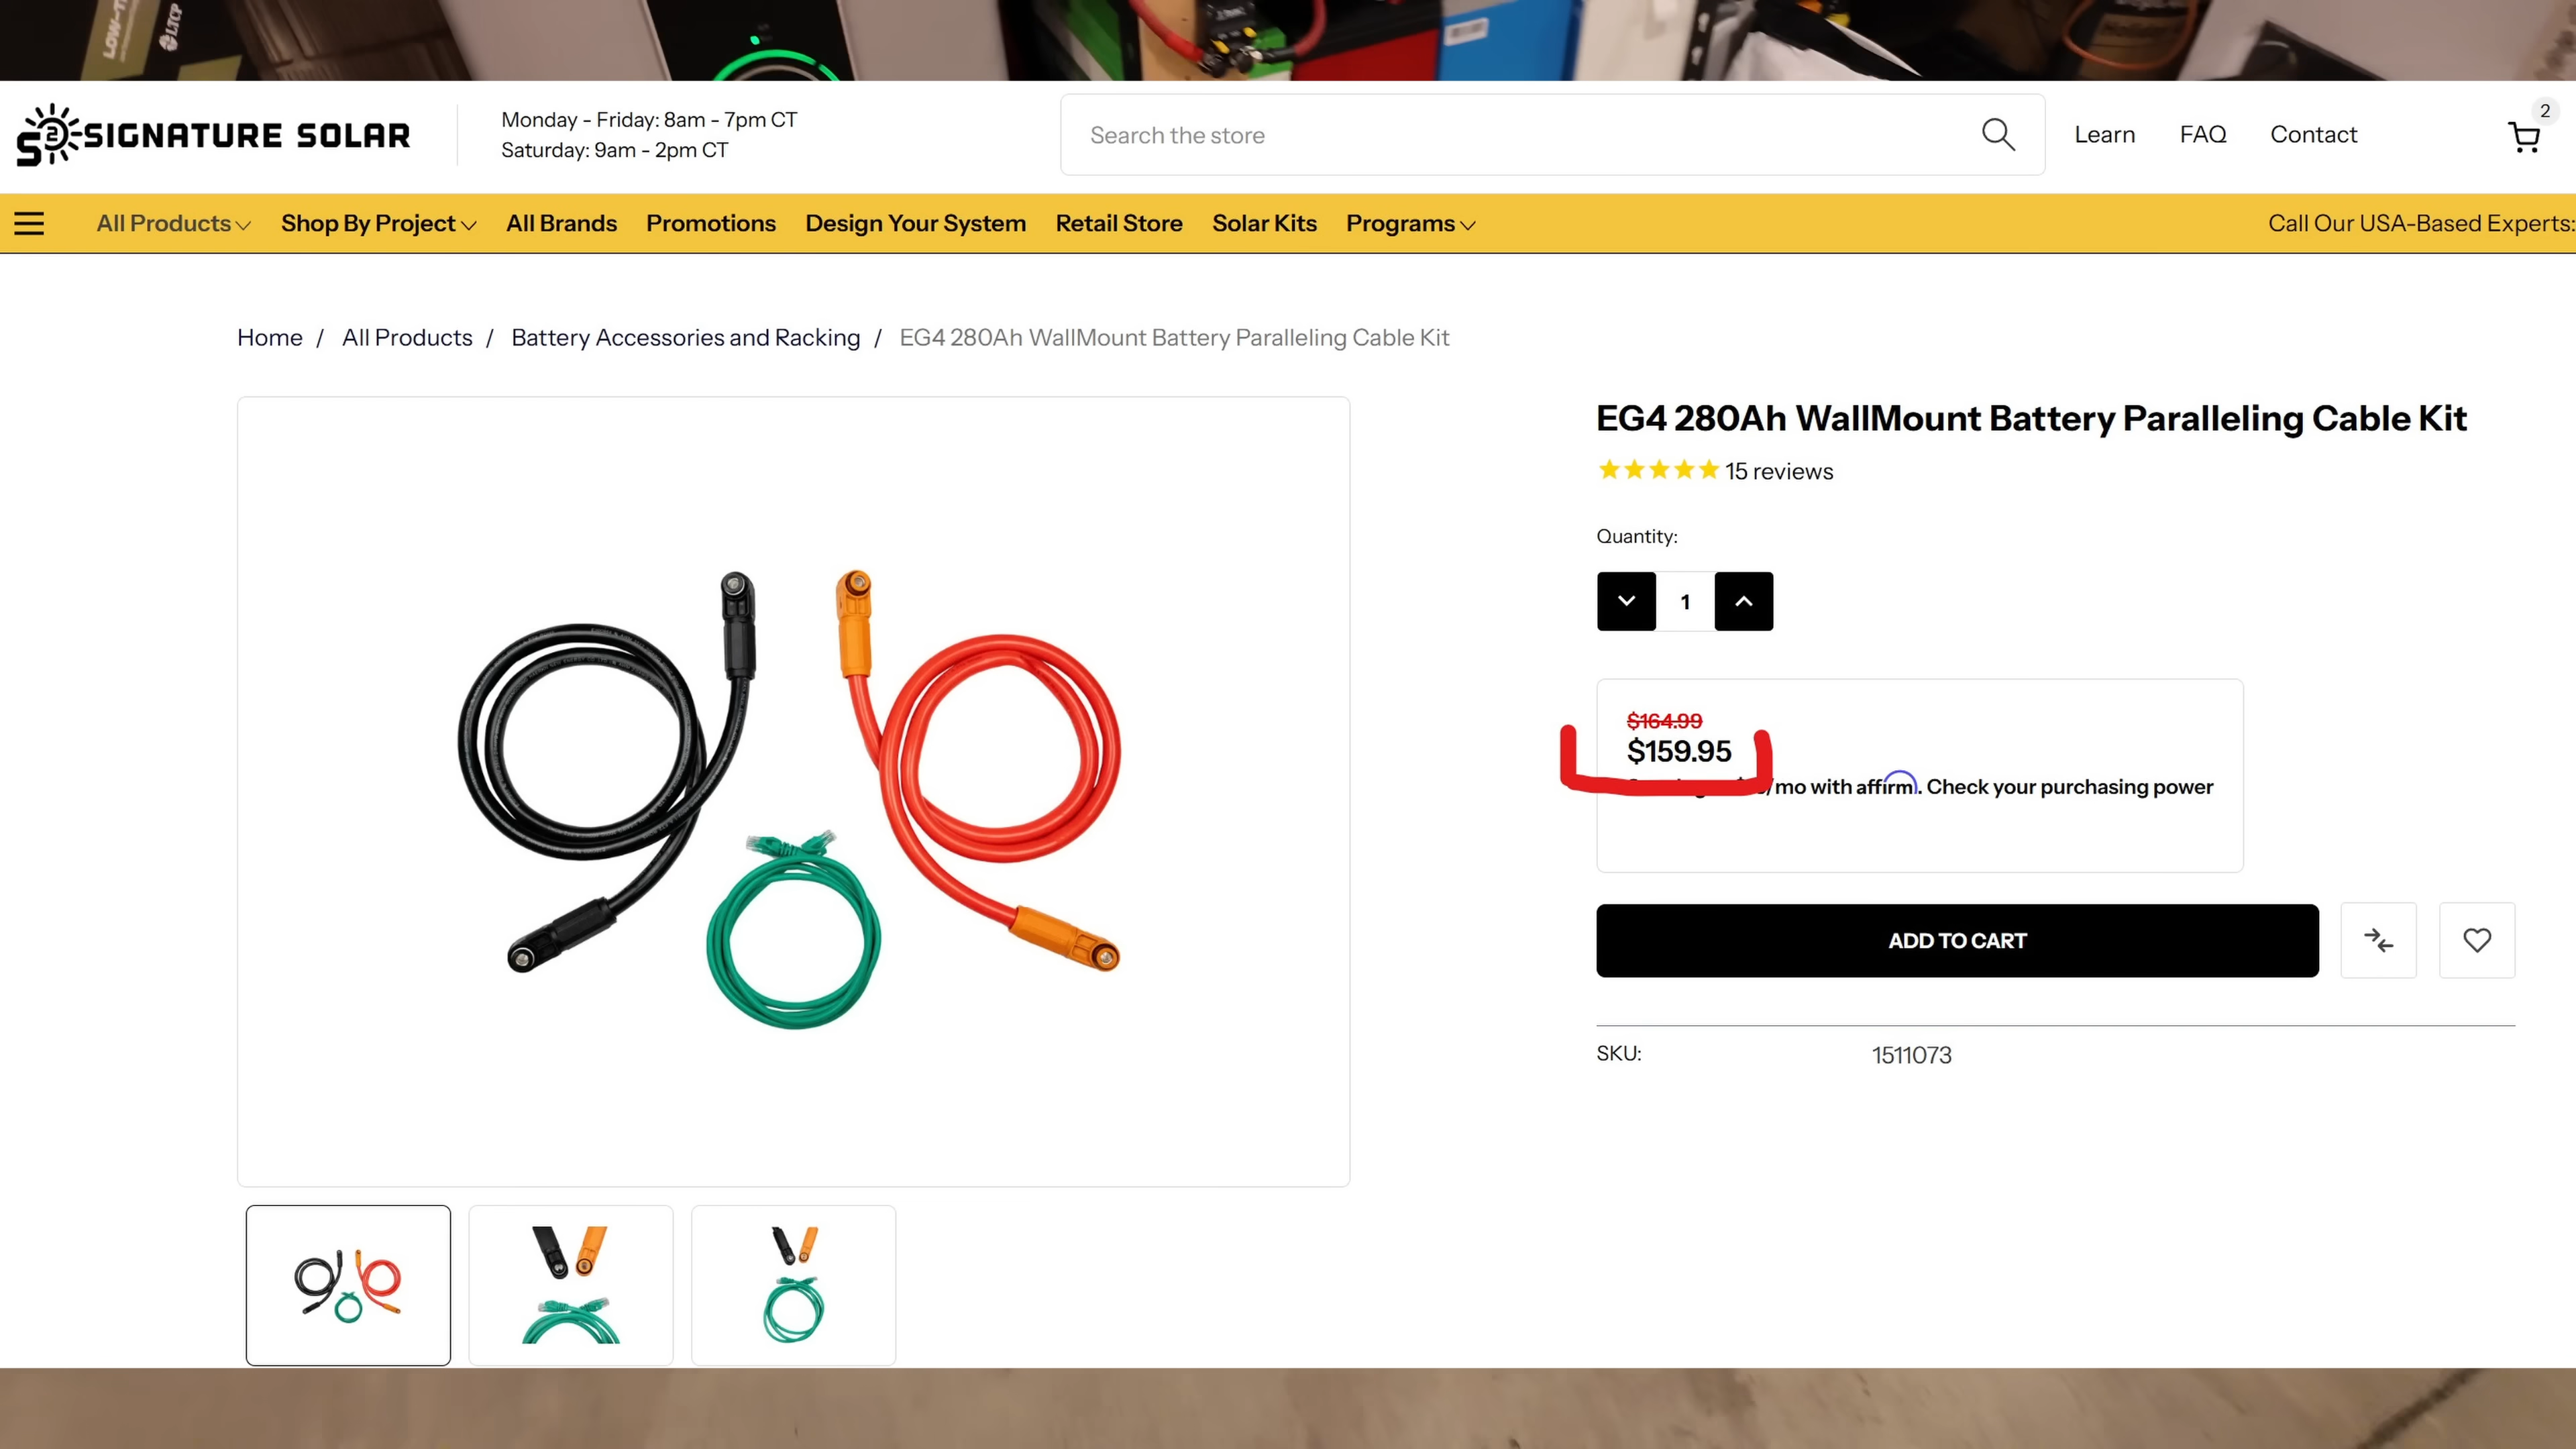 LTCP
SIGNATURE SOLAR
Monday - Friday: 8am - 7pm CT
Saturday: 9am - 2pm CT
Search the store
Learn
FAQ
Contact
2
All Products
Shop By Project
All Brands
Promotions
Design Your System
Retail Store
Solar Kits
Programs
Call Our USA-Based Experts:
Home / All Products / Battery Accessories and Racking / EG4 280Ah WallMount Battery Paralleling Cable Kit
EG4 280Ah WallMount Battery Paralleling Cable Kit
15 reviews
Quantity:
1
$164.99
$159.95
/mo with affirm. Check your purchasing power
ADD TO CART
SKU: 1511073